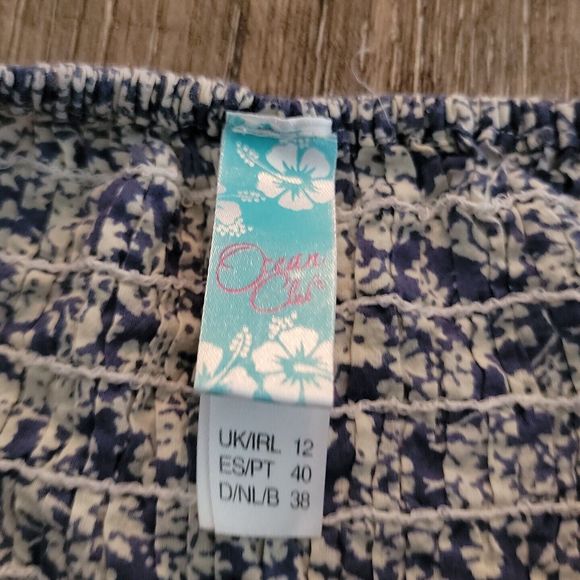 Ocean
Club
UK/IRL 12
ES/PT 40
D/NL/B 38